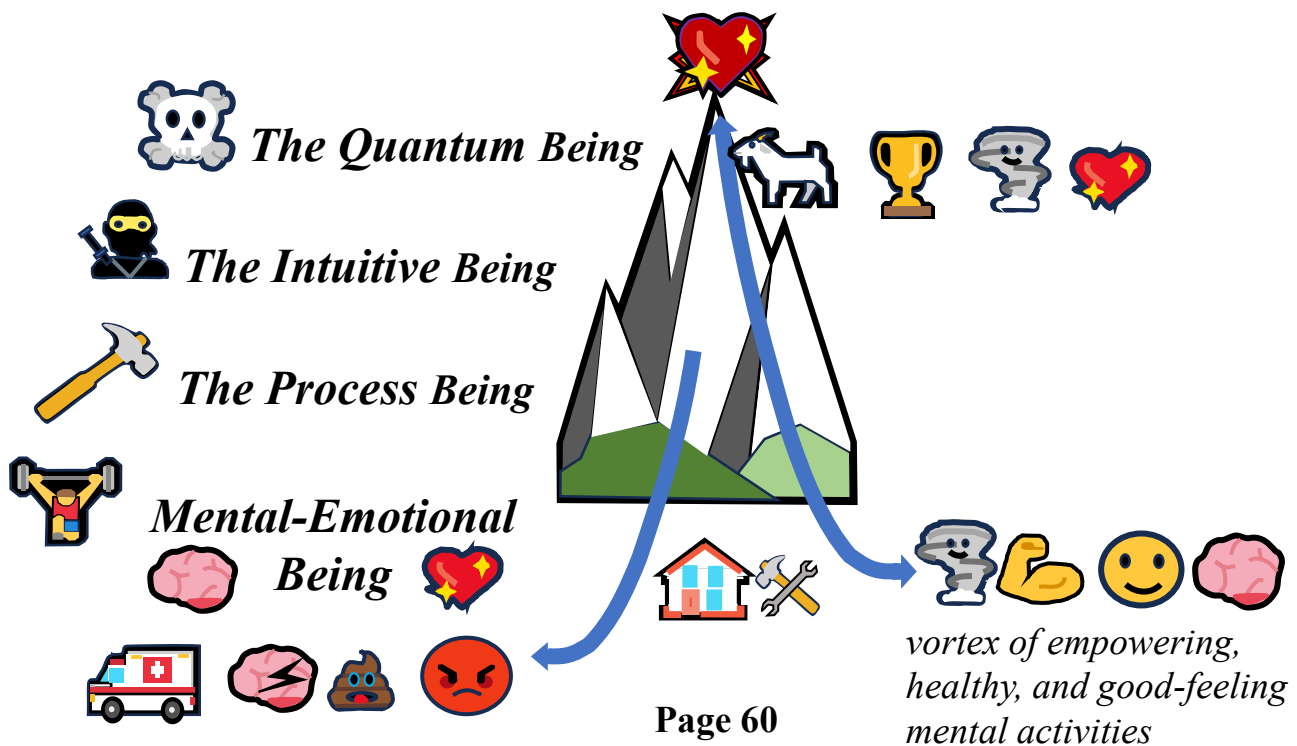 The Quantum Being
The Intuitive Being
The Process Being
Mental-Emotional
Being
vortex of empowering,
healthy, and good-feeling
mental activities
Page 60